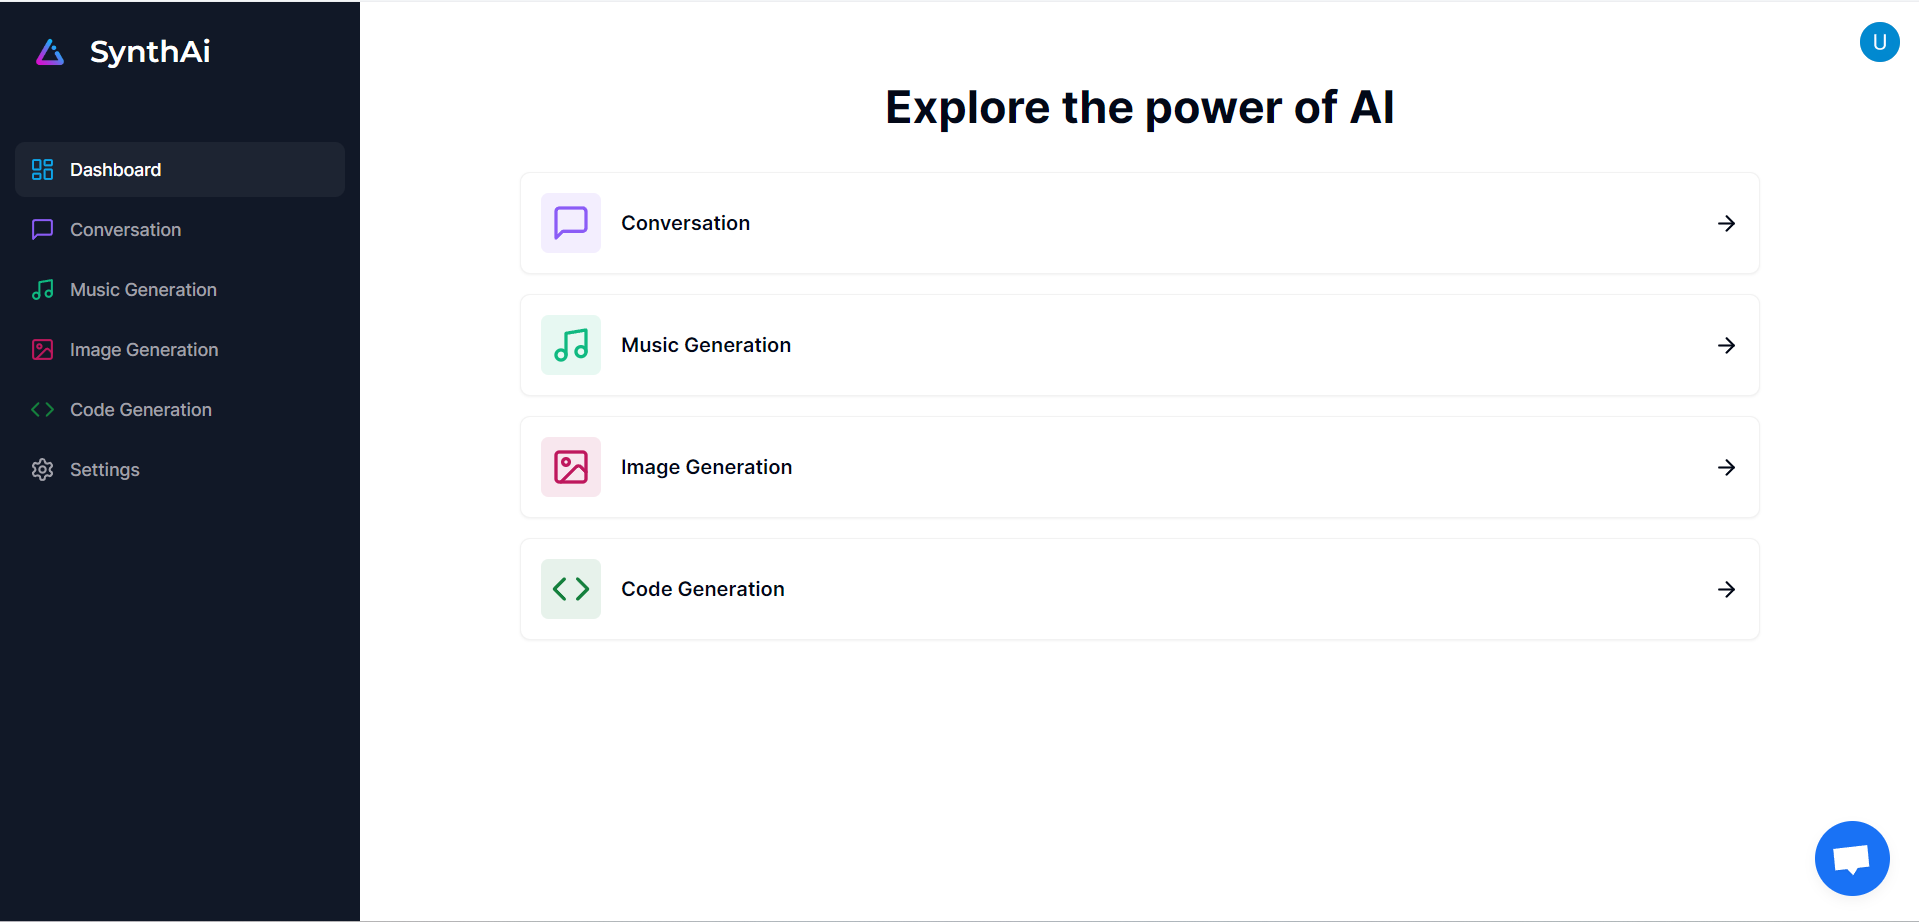 SynthAi
Dashboard
Conversation
Music Generation
Image Generation
Code Generation
Settings
U
Explore the power of AI
Conversation
Music Generation
Image Generation
Code Generation